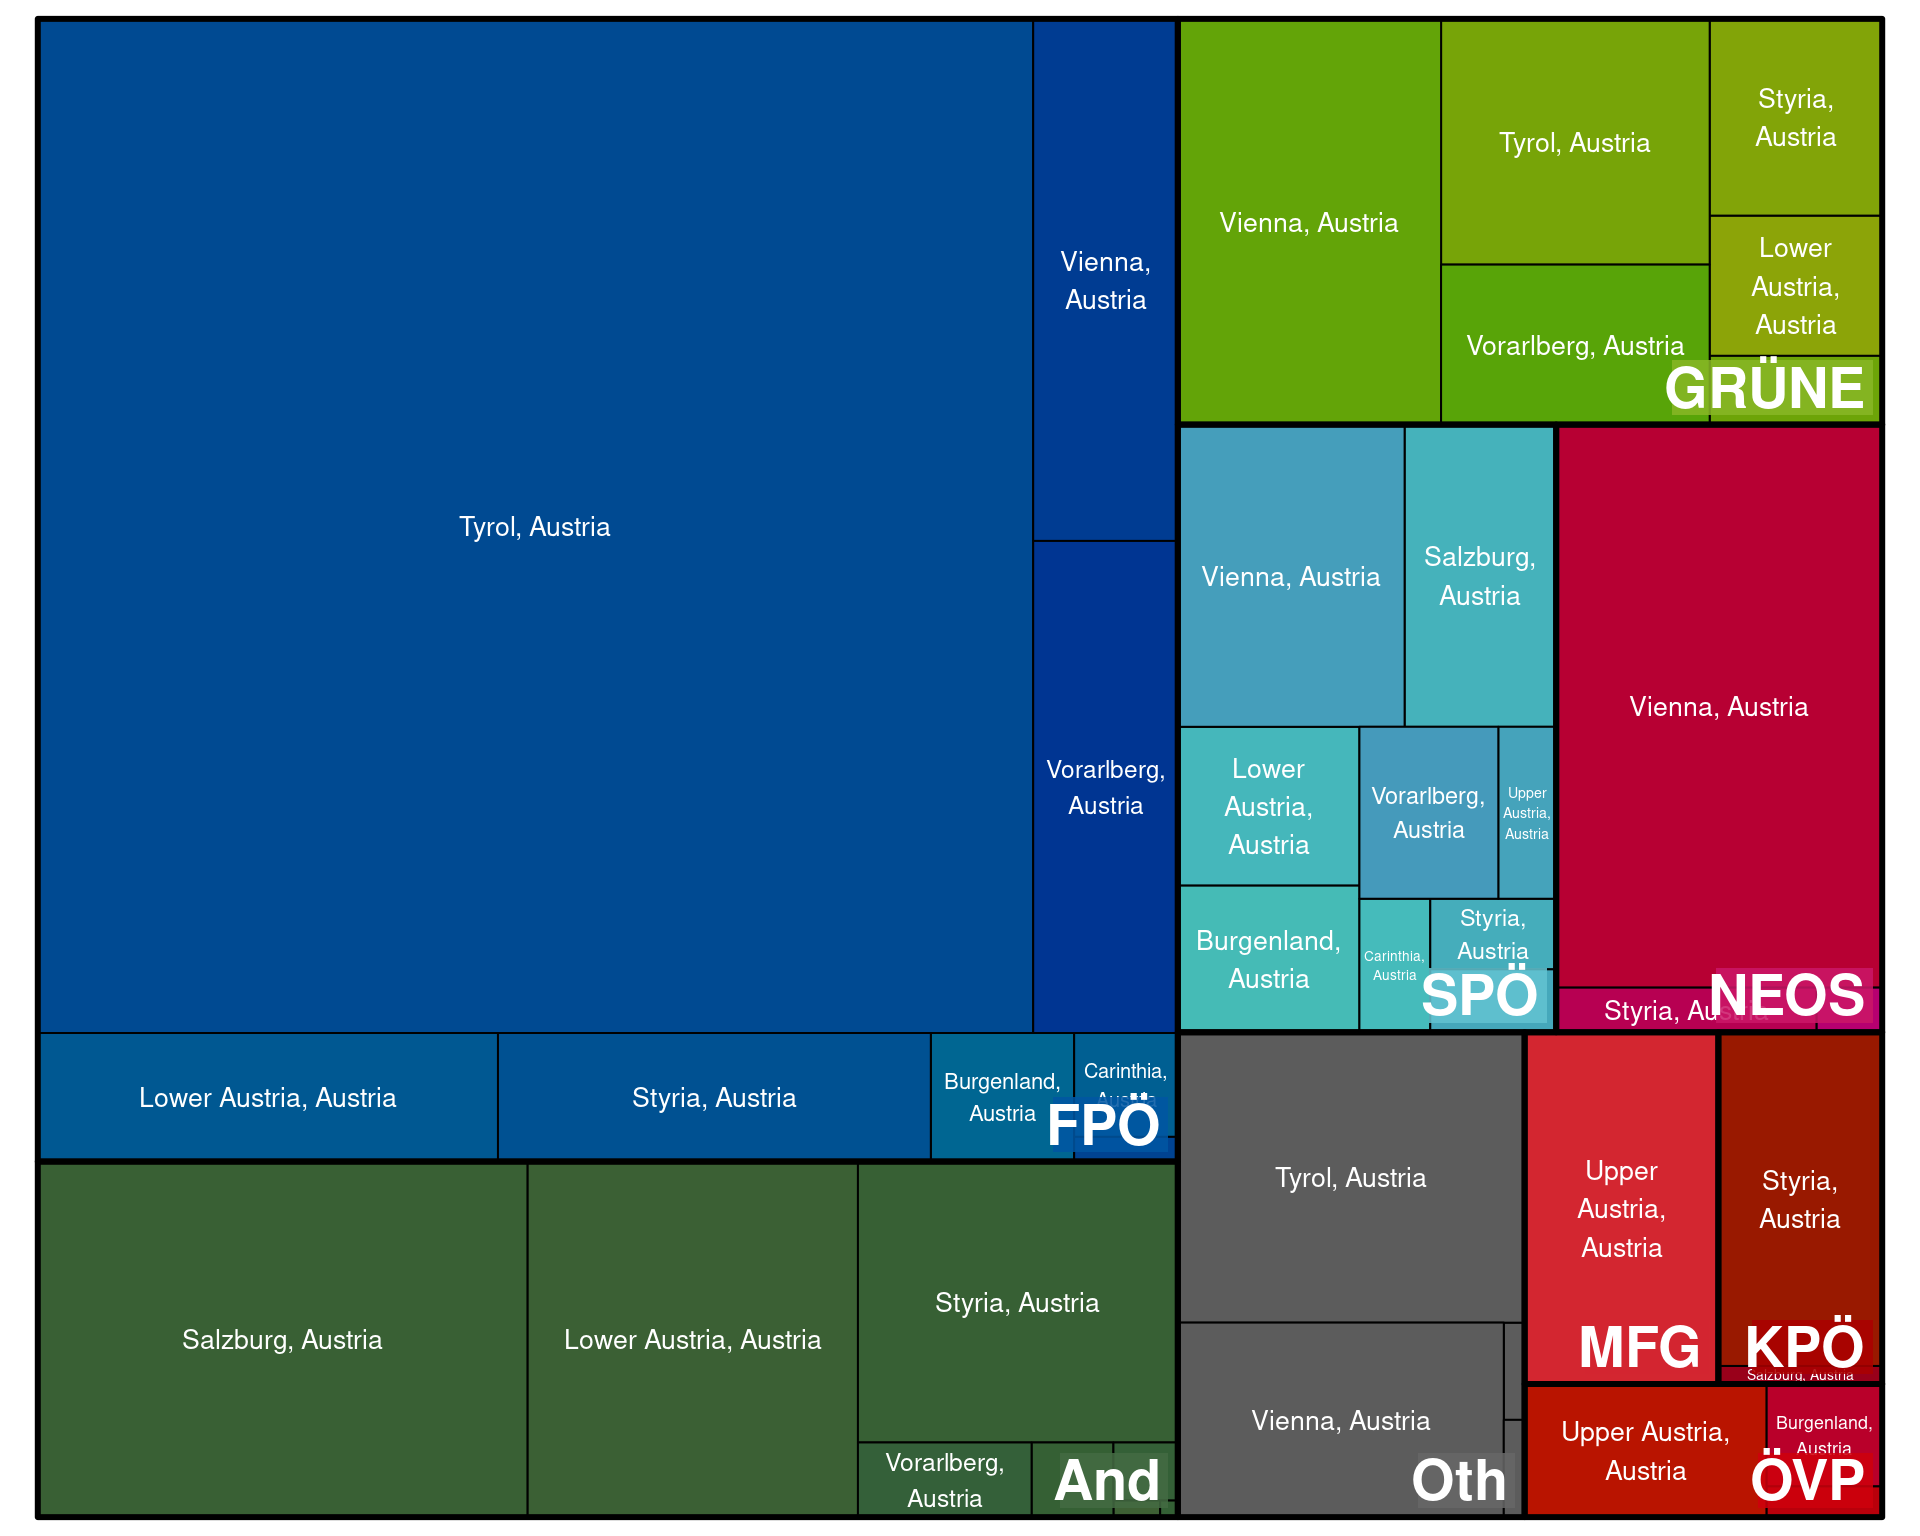 Tyrol, Austria
Vienna,
Austria
Vorarlberg,
Austria
Lower Austria, Austria
Styria, Austria
Burgenland,
Austria
Carinthia,
Austria
FPÖ
Salzburg, Austria
Lower Austria, Austria
Styria, Austria
Vorarlberg,
Austria
And
Vienna, Austria
Tyrol, Austria
Vorarlberg, Austria
Styria,
Austria
Lower
Austria,
Austria
GRÜNE
Vienna, Austria
Salzburg,
Austria
Lower
Austria,
Austria
Burgenland,
Austria
Vorarlberg,
Austria
Upper
Austria,
Austria
Carinthia,
Austria
Styria,
Austria
SPÖ
Vienna, Austria
Styria, Austria
NEOS
Tyrol, Austria
Vienna, Austria
Oth
Upper
Austria,
Austria
MFG
Styria,
Austria
KPÖ
Salzburg, Austria
Upper Austria,
Austria
Burgenland,
Austria
ÖVP